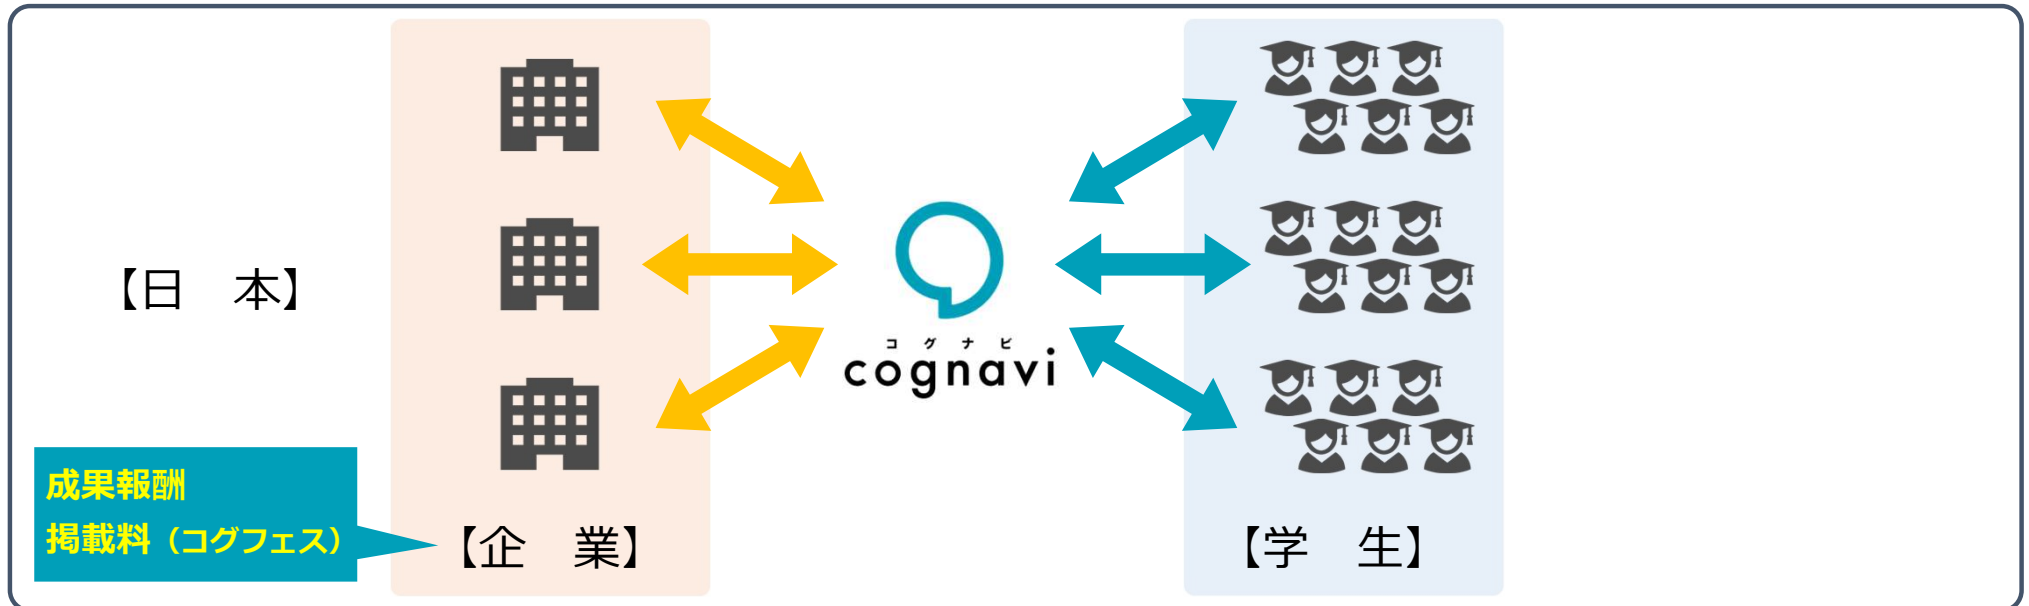 【日　本】
コグナビ
cognavi
成果報酬
掲載料（コグフェス）
【企　業】
【学　生】